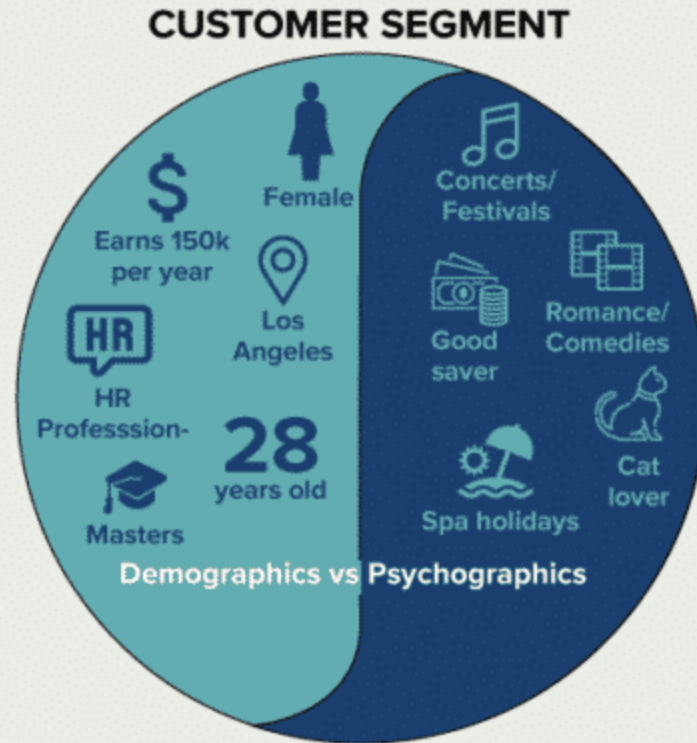 CUSTOMER SEGMENT
Female
$
Earns 150k
per year
Los
Angeles
HR
HR
Professsion-
28
years old
Masters
Concerts/
Festivals
Good
saver
Romance/
Comedies
Cat
lover
Spa holidays
Demographics vs Psychographics